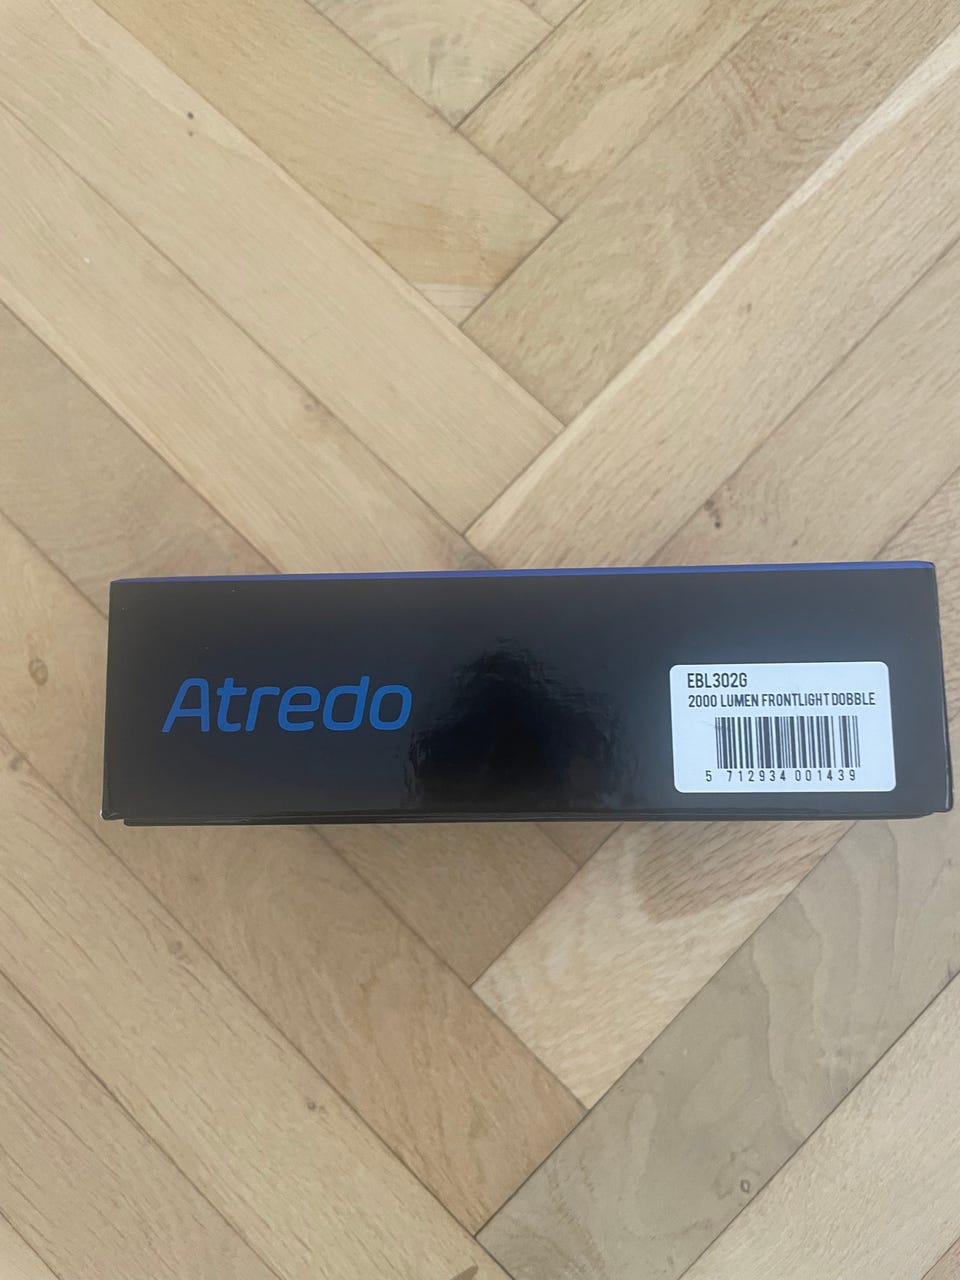 Atredo
EBL302G
2000 LUMEN FRONTLIGHT DOBBLE
5 712934 001439